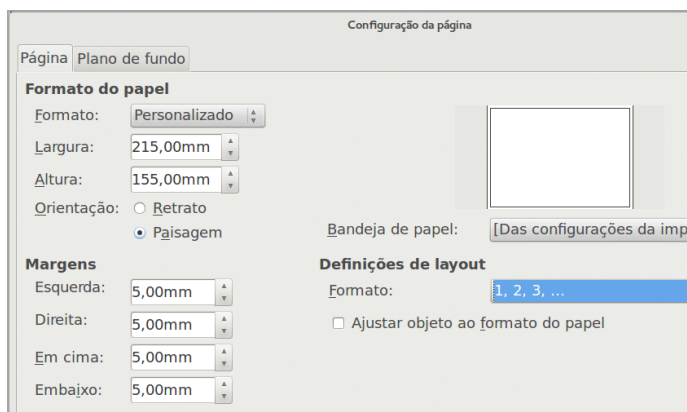 Configuração da página
Página Plano de fundo
Formato do papel
Formato: Personalizado
Largura: 215,00mm
Altura: 155,00mm
Orientação: Retrato
Paisagem
Bandeja de papel: [Das configurações da imp
Margens
Esquerda: 5,00mm
Direita: 5,00mm
Em cima: 5,00mm
Embaixo: 5,00mm
Definições de layout
Formato: 1, 2, 3, ...
Ajustar objeto ao formato do papel